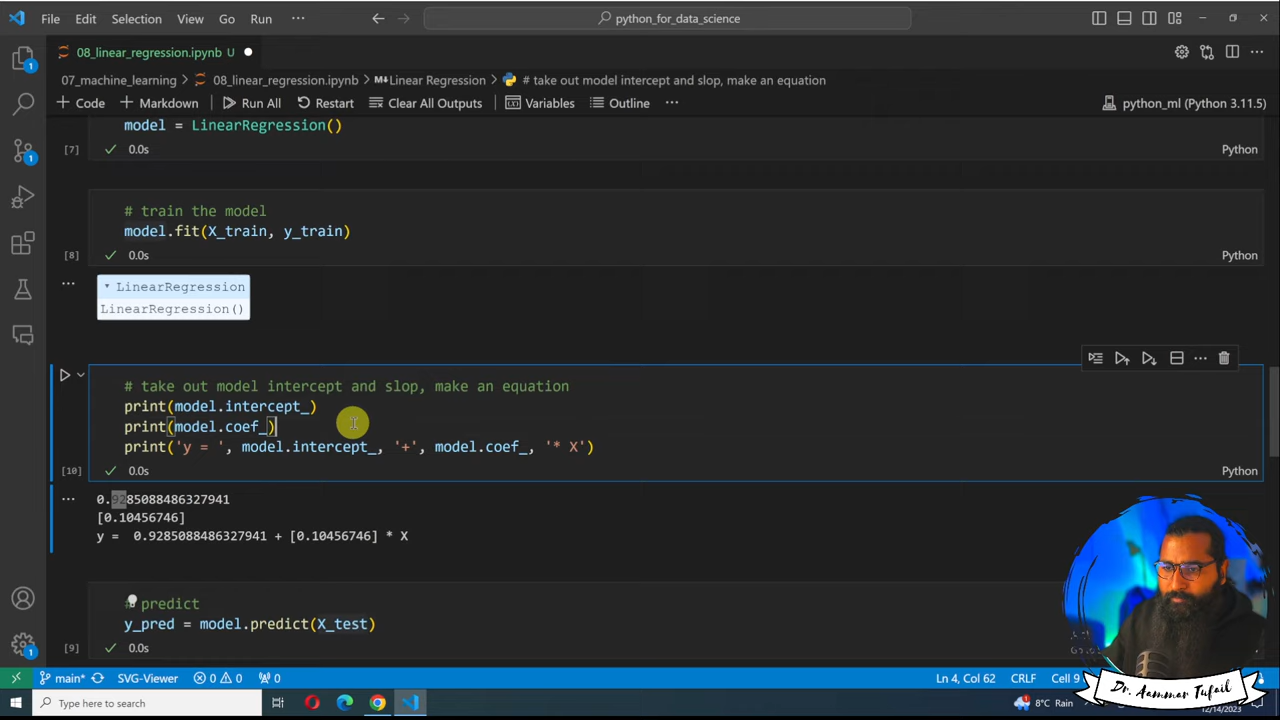 File Edit Selection View Go Run ··· python_for_data_science
08_linear_regression.ipynb U
07_machine_learning > 08_linear_regression.ipynb > M↓Linear Regression > # take out model intercept and slop, make an equation
+ Code + Markdown Run All Restart Clear All Outputs Variables Outline ··· python_ml (Python 3.11.5)
model = LinearRegression()
[7] 0.0s Python
# train the model
model.fit(X_train, y_train)
[8] 0.0s Python
LinearRegression
LinearRegression()
# take out model intercept and slop, make an equation
print(model.intercept_)
print(model.coef_)
print('y = ', model.intercept_, '+', model.coef_, '* X')
[10] 0.0s Python
0.9285088486327941
[0.10456746]
y =  0.9285088486327941 + [0.10456746] * X
predict
y_pred = model.predict(X_test)
[9] 0.0s
main* SVG-Coewer 0 0 0 Ln 4, Col 62 CRLF Cell 9
Type here to search 8°C Rain 12/14/2023
Dr. Aammar Tufail